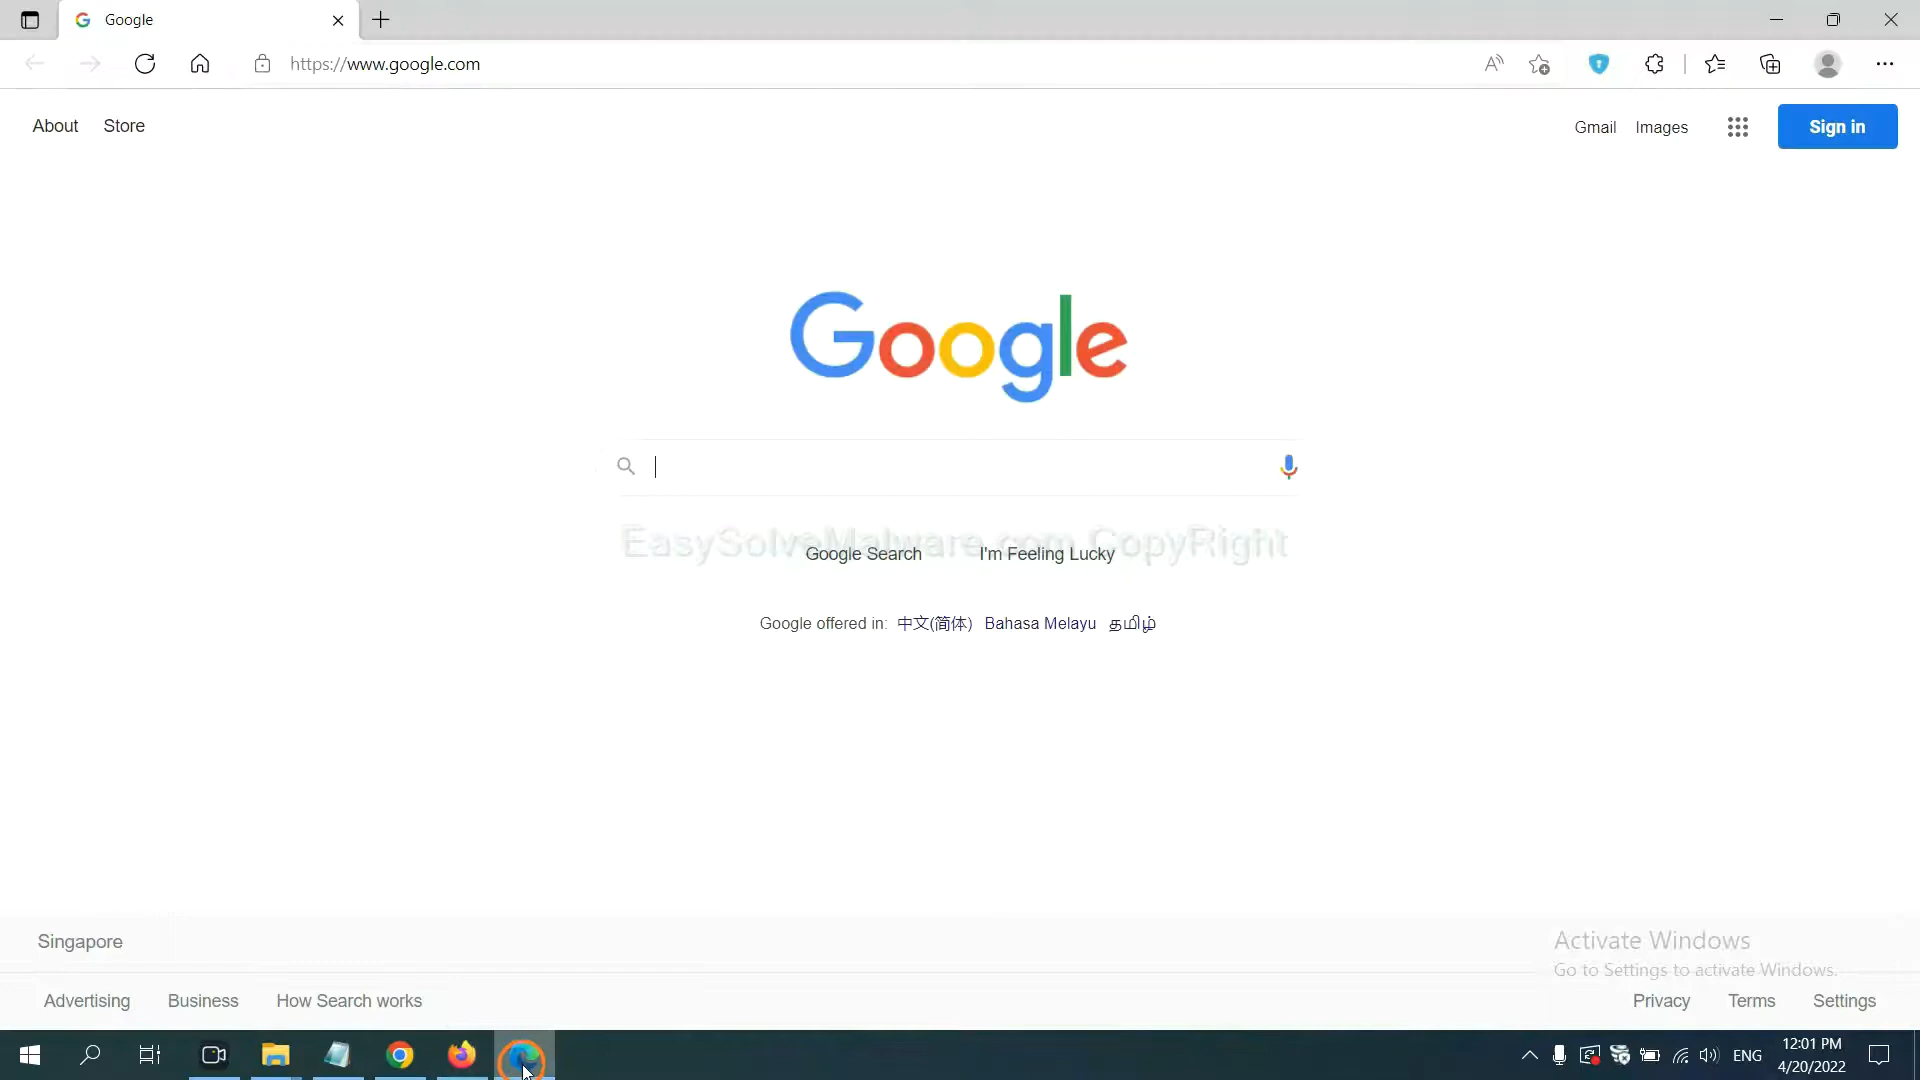 Google
https://www.google.com
About Store
Gmail Images Sign in
Google
EasySolveMalware.com CopyRight
Google Search I'm Feeling Lucky
Google offered in: 中文(简体) Bahasa Melayu தமிழ்
Singapore
Activate Windows
Go to Settings to activate Windows.
Advertising Business How Search works
Privacy Terms Settings
ENG
12:01 PM
4/20/2022